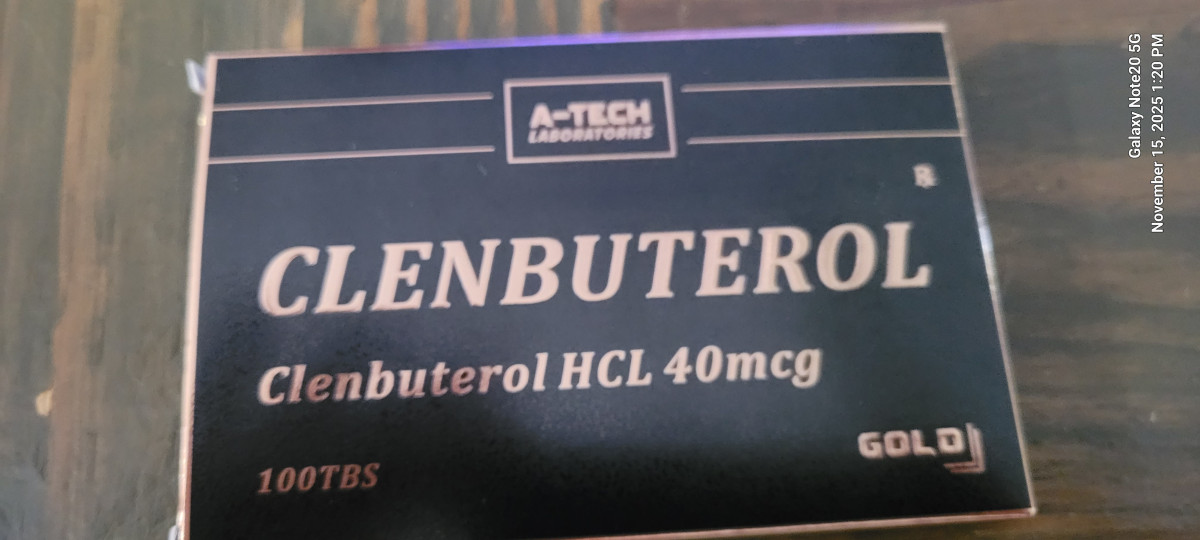 A-TECH
LABORATORIES
℞
CLENBUTEROL
Clenbuterol HCL 40mcg
GOLD
100TBS
Galaxy Note20 5G
November 15, 2025 1:20 PM